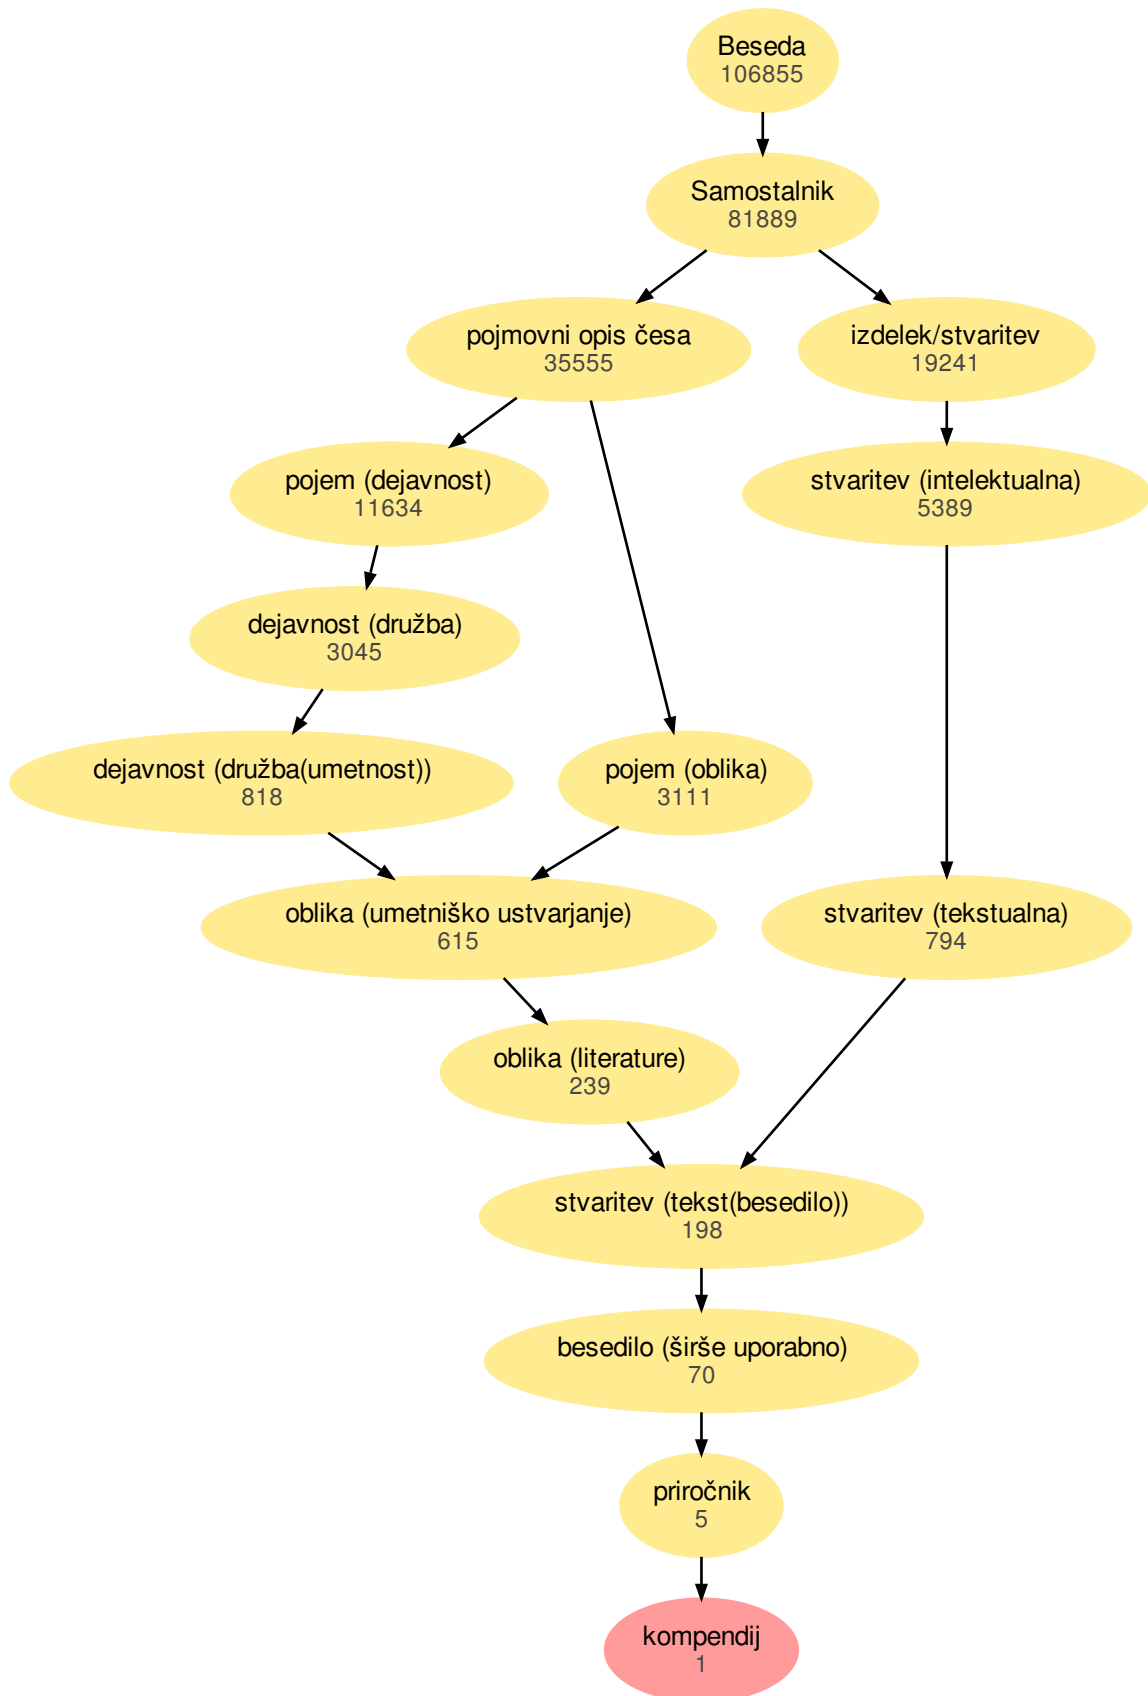 Beseda
106855
Samostalnik
81889
pojmovni opis česa
35555
izdelek/stvaritev
19241
pojem (dejavnost)
11634
stvaritev (intelektualna)
5389
dejavnost (družba)
3045
dejavnost (družba(umetnost))
818
pojem (oblika)
3111
oblika (umetniško ustvarjanje)
615
stvaritev (tekstualna)
794
oblika (literature)
239
stvaritev (tekst(besedilo))
198
besedilo (širše uporabno)
70
priročnik
5
kompendij
1